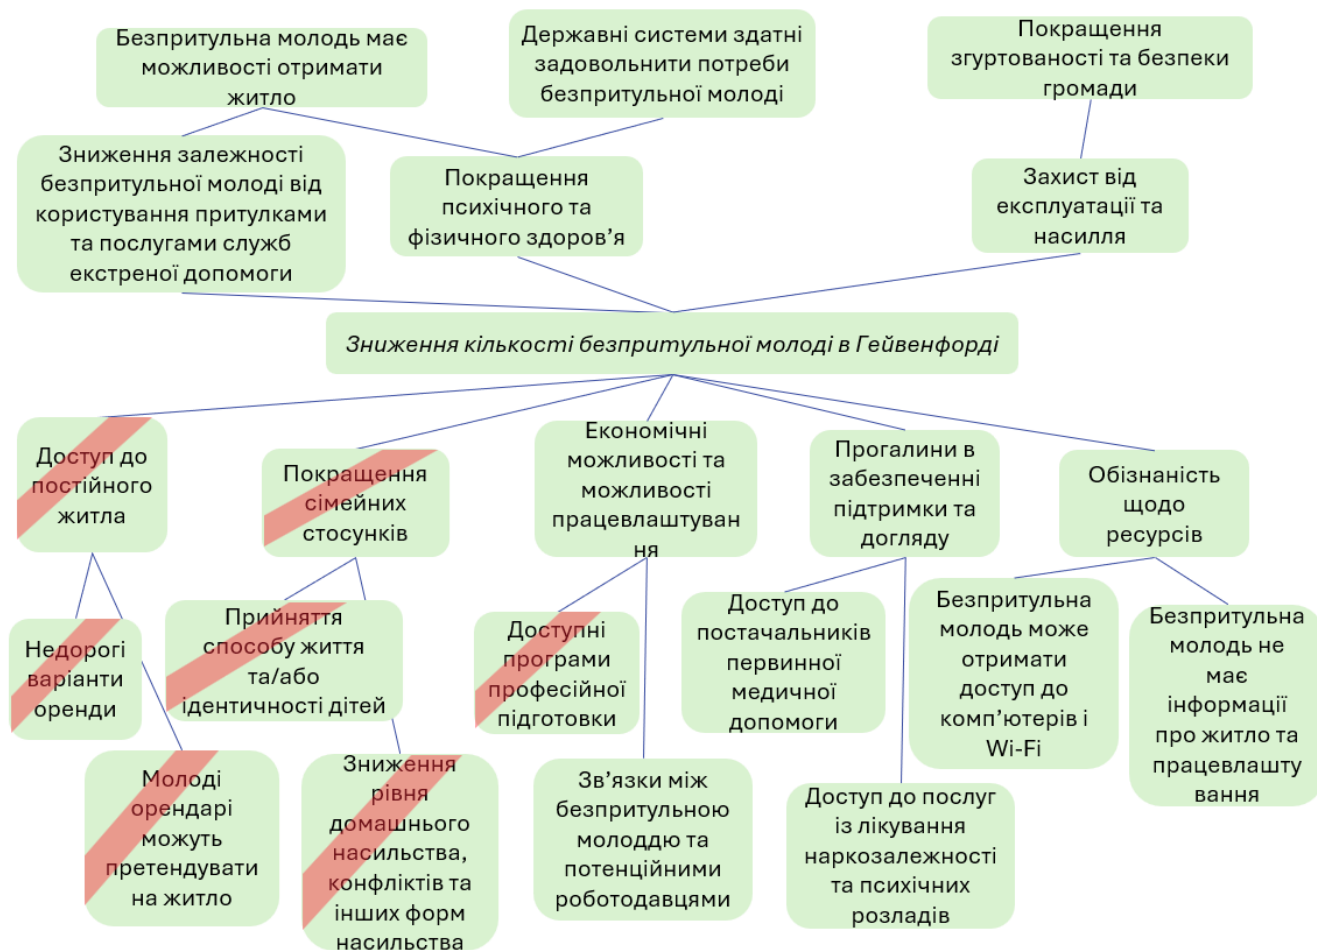 Безпритульна молодь має
можливості отримати
житло
Державні системи здатні
задовольнити потреби
безпритульної молоді
Покращення
згуртованості та безпеки
громади
Зниження залежності
безпритульної молоді від
користування притулками
та послугами служб
екстреної допомоги
Покращення
психічного та
фізичного здоров’я
Захист від
експлуатації та
насилля
Зниження кількості безпритульної молоді в Гейвенфорді
Доступ до
постійного
житла
Покращення
сімейних
стосунків
Економічні
можливості та
можливості
працевлаштуван
ня
Прогалини в
забезпеченні
підтримки та
догляду
Обізнаність
щодо
ресурсів
Недорогі
варіанти
оренди
Прийняття
способу життя
та/або
ідентичності дітей
Доступні
програми
професійної
підготовки
Доступ до
постачальників
первинної
медичної
допомоги
Безпритульна
молодь може
отримати
доступ до
комп’ютерів і
Wi-Fi
Безпритульна
молодь не
має
інформації
про житло та
працевлашту
вання
Молоді
орендарі
можуть
претендувати
на житло
Зниження
рівня
домашнього
насильства,
конфліктів та
інших форм
насильства
Зв’язки між
безпритульною
молоддю та
потенційними
роботодавцями
Доступ до послуг
із лікування
наркозалежності
та психічних
розладів